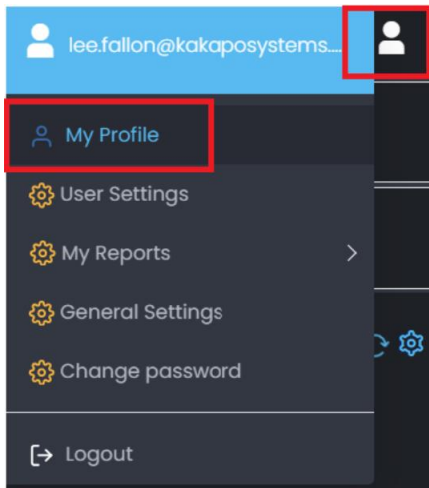 lee.fallon@kakaposystems....
My Profile
User Settings
My Reports
General Settings
Change password
Logout